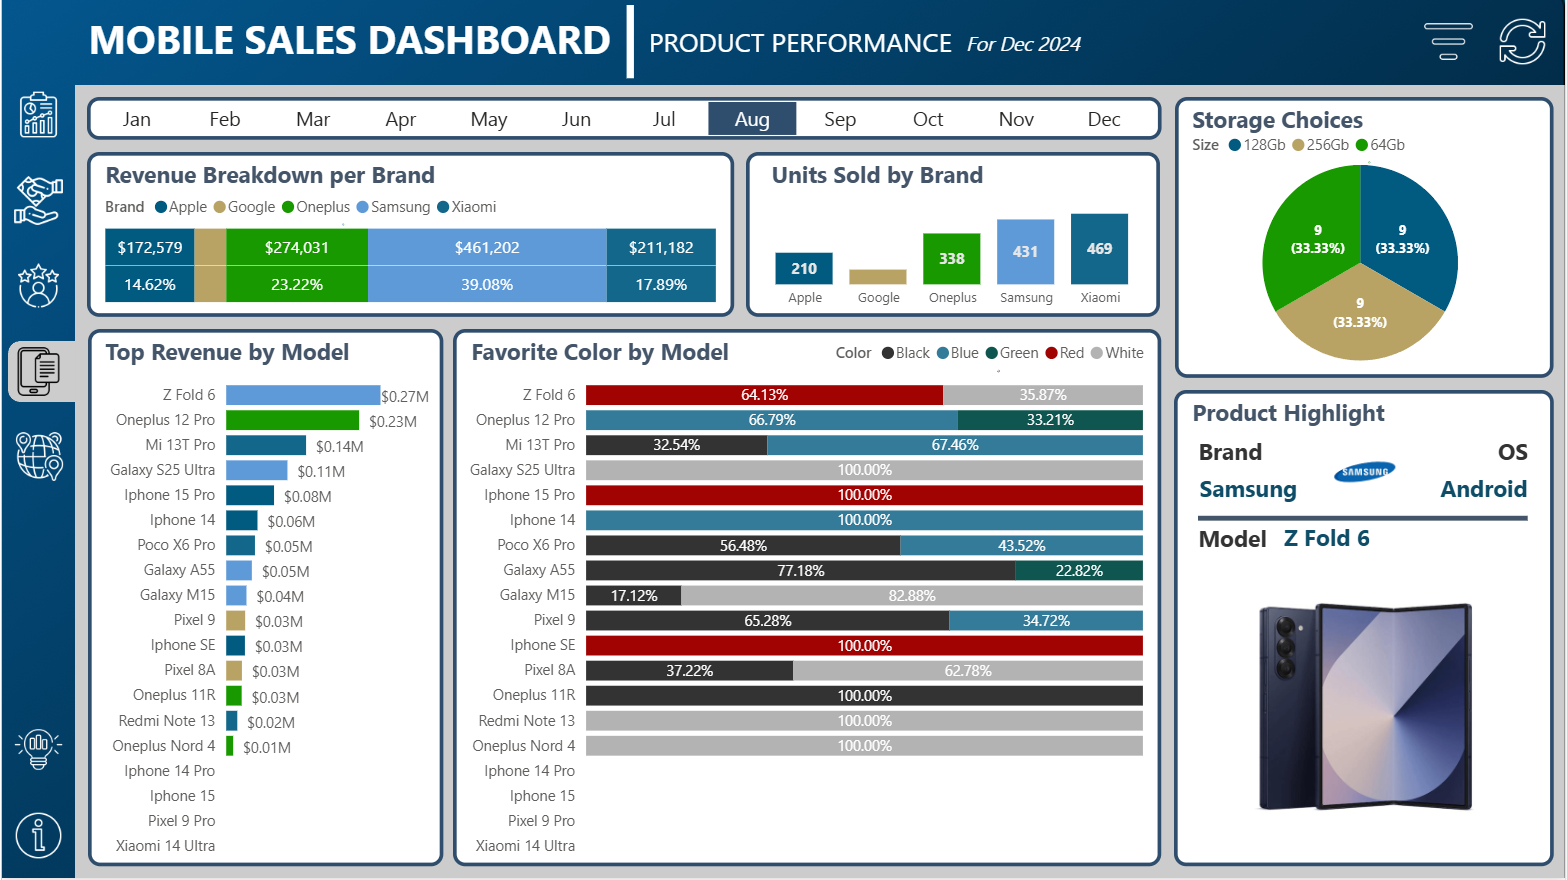 MOBILE SALES DASHBOARD
PRODUCT PERFORMANCE For Dec 2024
Jan Feb Mar Apr May Jun Jul Aug Sep Oct Nov Dec
Revenue Breakdown per Brand
Brand Apple Google Oneplus Samsung Xiaomi
$172,579 $274,031 $461,202 $211,182
14.62% 23.22% 39.08% 17.89%
Units Sold by Brand
210 338 431 469
Apple Google Oneplus Samsung Xiaomi
Storage Choices
Size 128Gb 256Gb 64Gb
9
(33.33%)
9
(33.33%)
9
(33.33%)
Top Revenue by Model
Z Fold 6 $0.27M
Oneplus 12 Pro $0.23M
Mi 13T Pro $0.14M
Galaxy S25 Ultra $0.11M
Iphone 15 Pro $0.08M
Iphone 14 $0.06M
Poco X6 Pro $0.05M
Galaxy A55 $0.05M
Galaxy M15 $0.04M
Pixel 9 $0.03M
Iphone SE $0.03M
Pixel 8A $0.03M
Oneplus 11R $0.03M
Redmi Note 13 $0.02M
Oneplus Nord 4 $0.01M
Iphone 14 Pro
Iphone 15
Pixel 9 Pro
Xiaomi 14 Ultra
Favorite Color by Model
Color Black Blue Green Red White
Z Fold 6 64.13% 35.87%
Oneplus 12 Pro 66.79% 33.21%
Mi 13T Pro 32.54% 67.46%
Galaxy S25 Ultra 100.00%
Iphone 15 Pro 100.00%
Iphone 14 100.00%
Poco X6 Pro 56.48% 43.52%
Galaxy A55 77.18% 22.82%
Galaxy M15 17.12% 82.88%
Pixel 9 65.28% 34.72%
Iphone SE 100.00%
Pixel 8A 37.22% 62.78%
Oneplus 11R 100.00%
Redmi Note 13 100.00%
Oneplus Nord 4 100.00%
Iphone 14 Pro
Iphone 15
Pixel 9 Pro
Xiaomi 14 Ultra
Product Highlight
Brand OS
SAMSUNG
Samsung Android
Model Z Fold 6